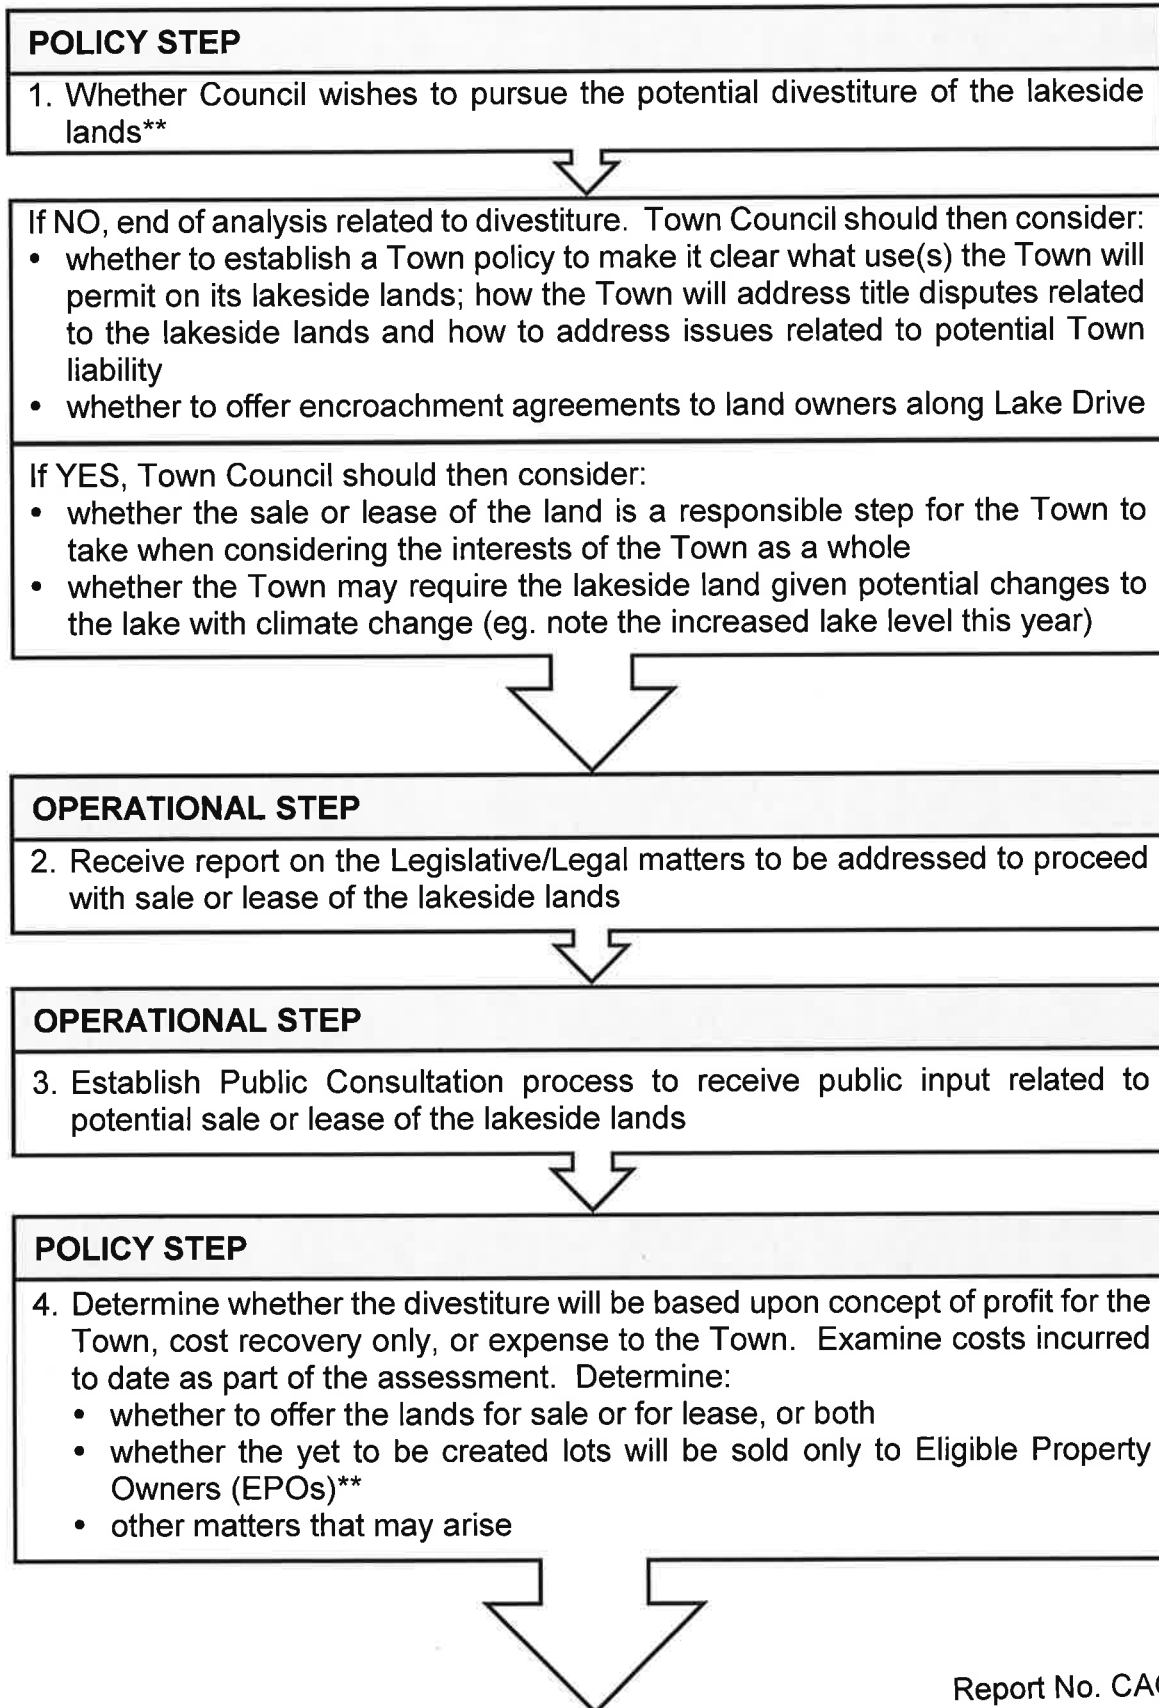 POLICY STEP
1. Whether Council wishes to pursue the potential divestiture of the lakeside
lands**
If NO, end of analysis related to divestiture. Town Council should then consider:
• whether to establish a Town policy to make it clear what use(s) the Town will
permit on its lakeside lands; how the Town will address title disputes related
to the lakeside lands and how to address issues related to potential Town
liability
• whether to offer encroachment agreements to land owners along Lake Drive
If YES, Town Council should then consider:
• whether the sale or lease of the land is a responsible step for the Town to
take when considering the interests of the Town as a whole
• whether the Town may require the lakeside land given potential changes to
the lake with climate change (eg. note the increased lake level this year)
OPERATIONAL STEP
2. Receive report on the Legislative/Legal matters to be addressed to proceed
with sale or lease of the lakeside lands
OPERATIONAL STEP
3. Establish Public Consultation process to receive public input related to
potential sale or lease of the lakeside lands
POLICY STEP
4. Determine whether the divestiture will be based upon concept of profit for the
Town, cost recovery only, or expense to the Town. Examine costs incurred
to date as part of the assessment. Determine:
• whether to offer the lands for sale or for lease, or both
• whether the yet to be created lots will be sold only to Eligible Property
Owners (EPOs)**
• other matters that may arise
Report No.